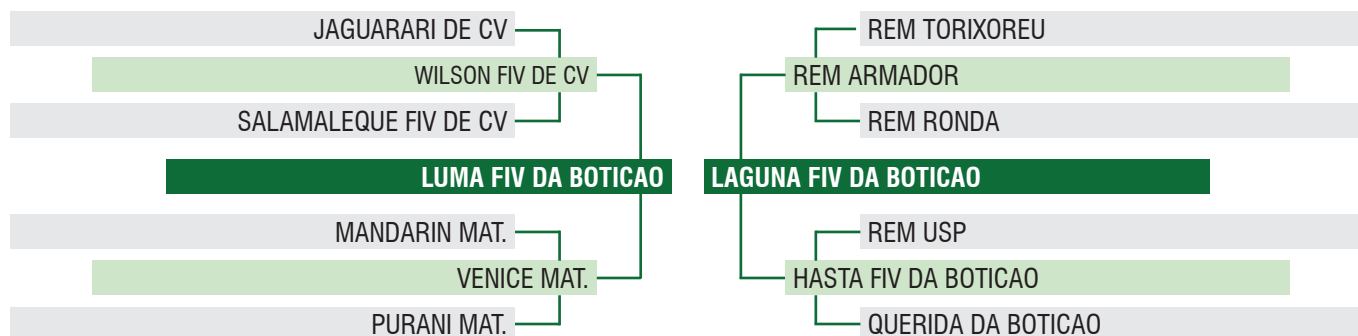 JAGUARARI DE CV
WILSON FIV DE CV
SALAMALEQUE FIV DE CV
LUMA FIV DA BOTICAO
MANDARIN MAT.
VENICE MAT.
PURANI MAT.
REM TORIXOREU
REM ARMADOR
REM RONDA
LAGUNA FIV DA BOTICAO
REM USP
HASTA FIV DA BOTICAO
QUERIDA DA BOTICAO